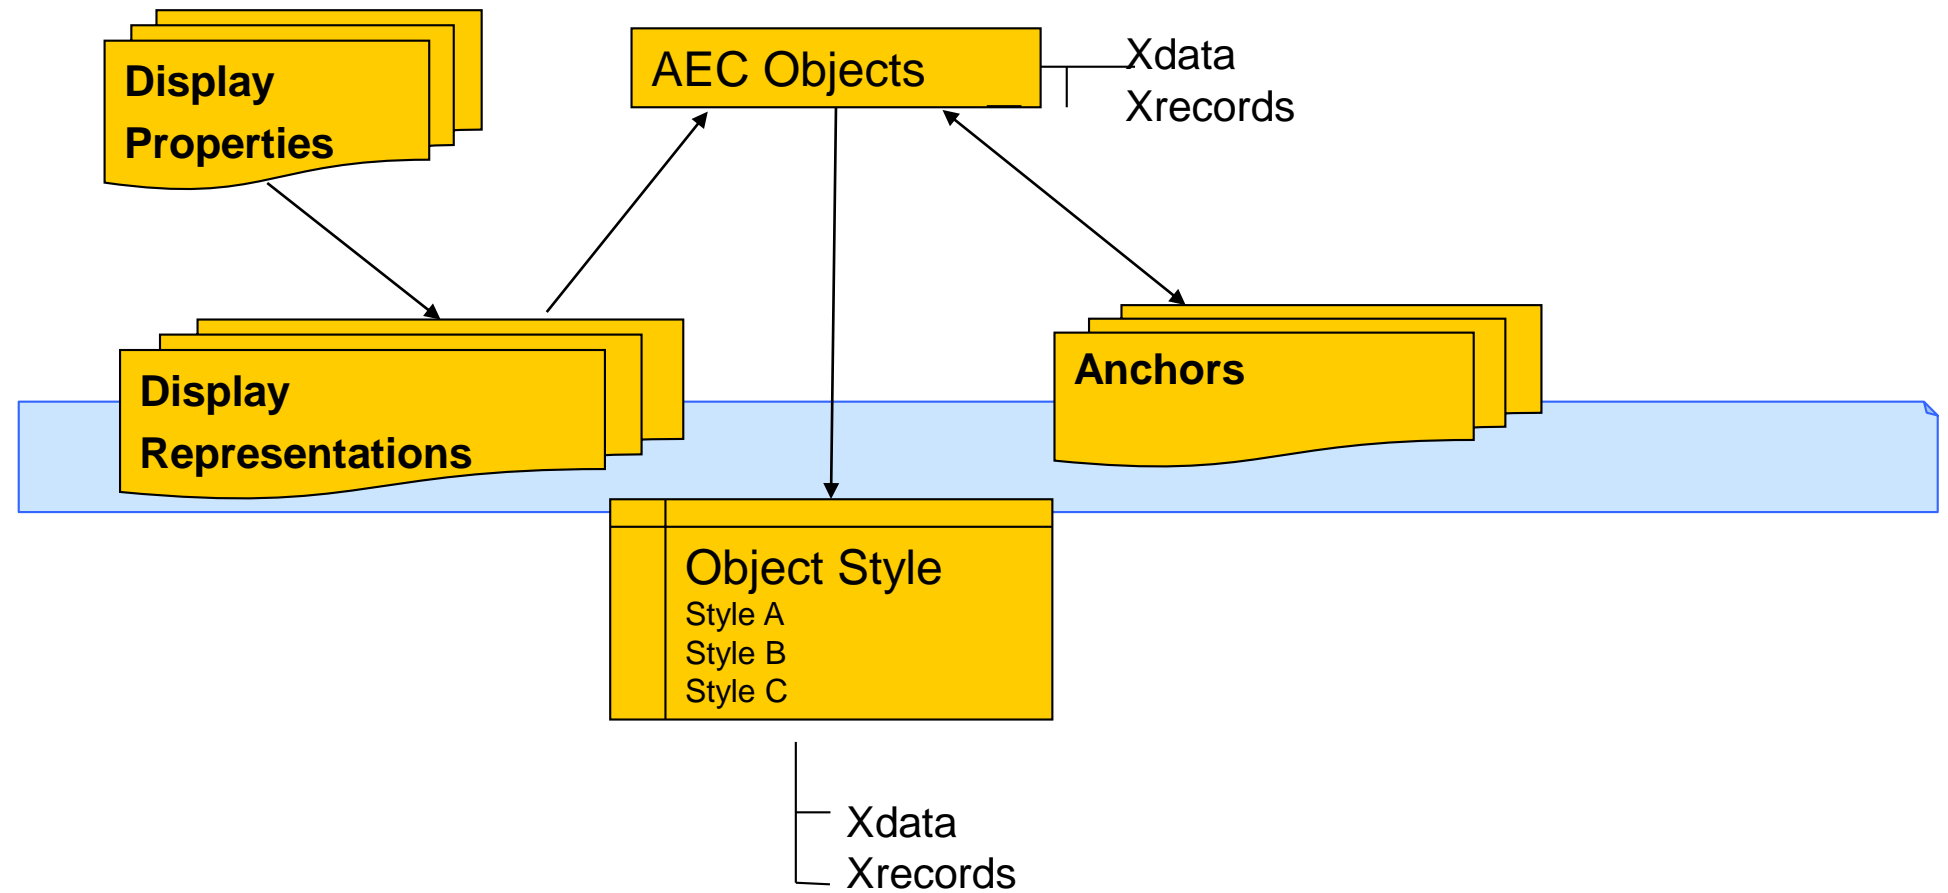 Display
Properties
AEC Objects
Xdata
Xrecords
Display
Representations
Anchors
Object Style
Style A
Style B
Style C
Xdata
Xrecords